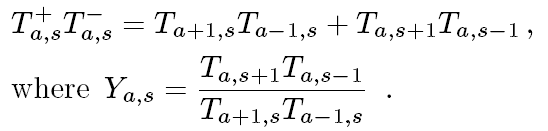 T^+_{a,s} T^-_{a,s} = T_{a+1,s} T_{a-1,s} + T_{a,s+1} T_{a,s-1} ,
where Y_{a,s} = \frac{T_{a,s+1} T_{a,s-1}}{T_{a+1,s} T_{a-1,s}} .